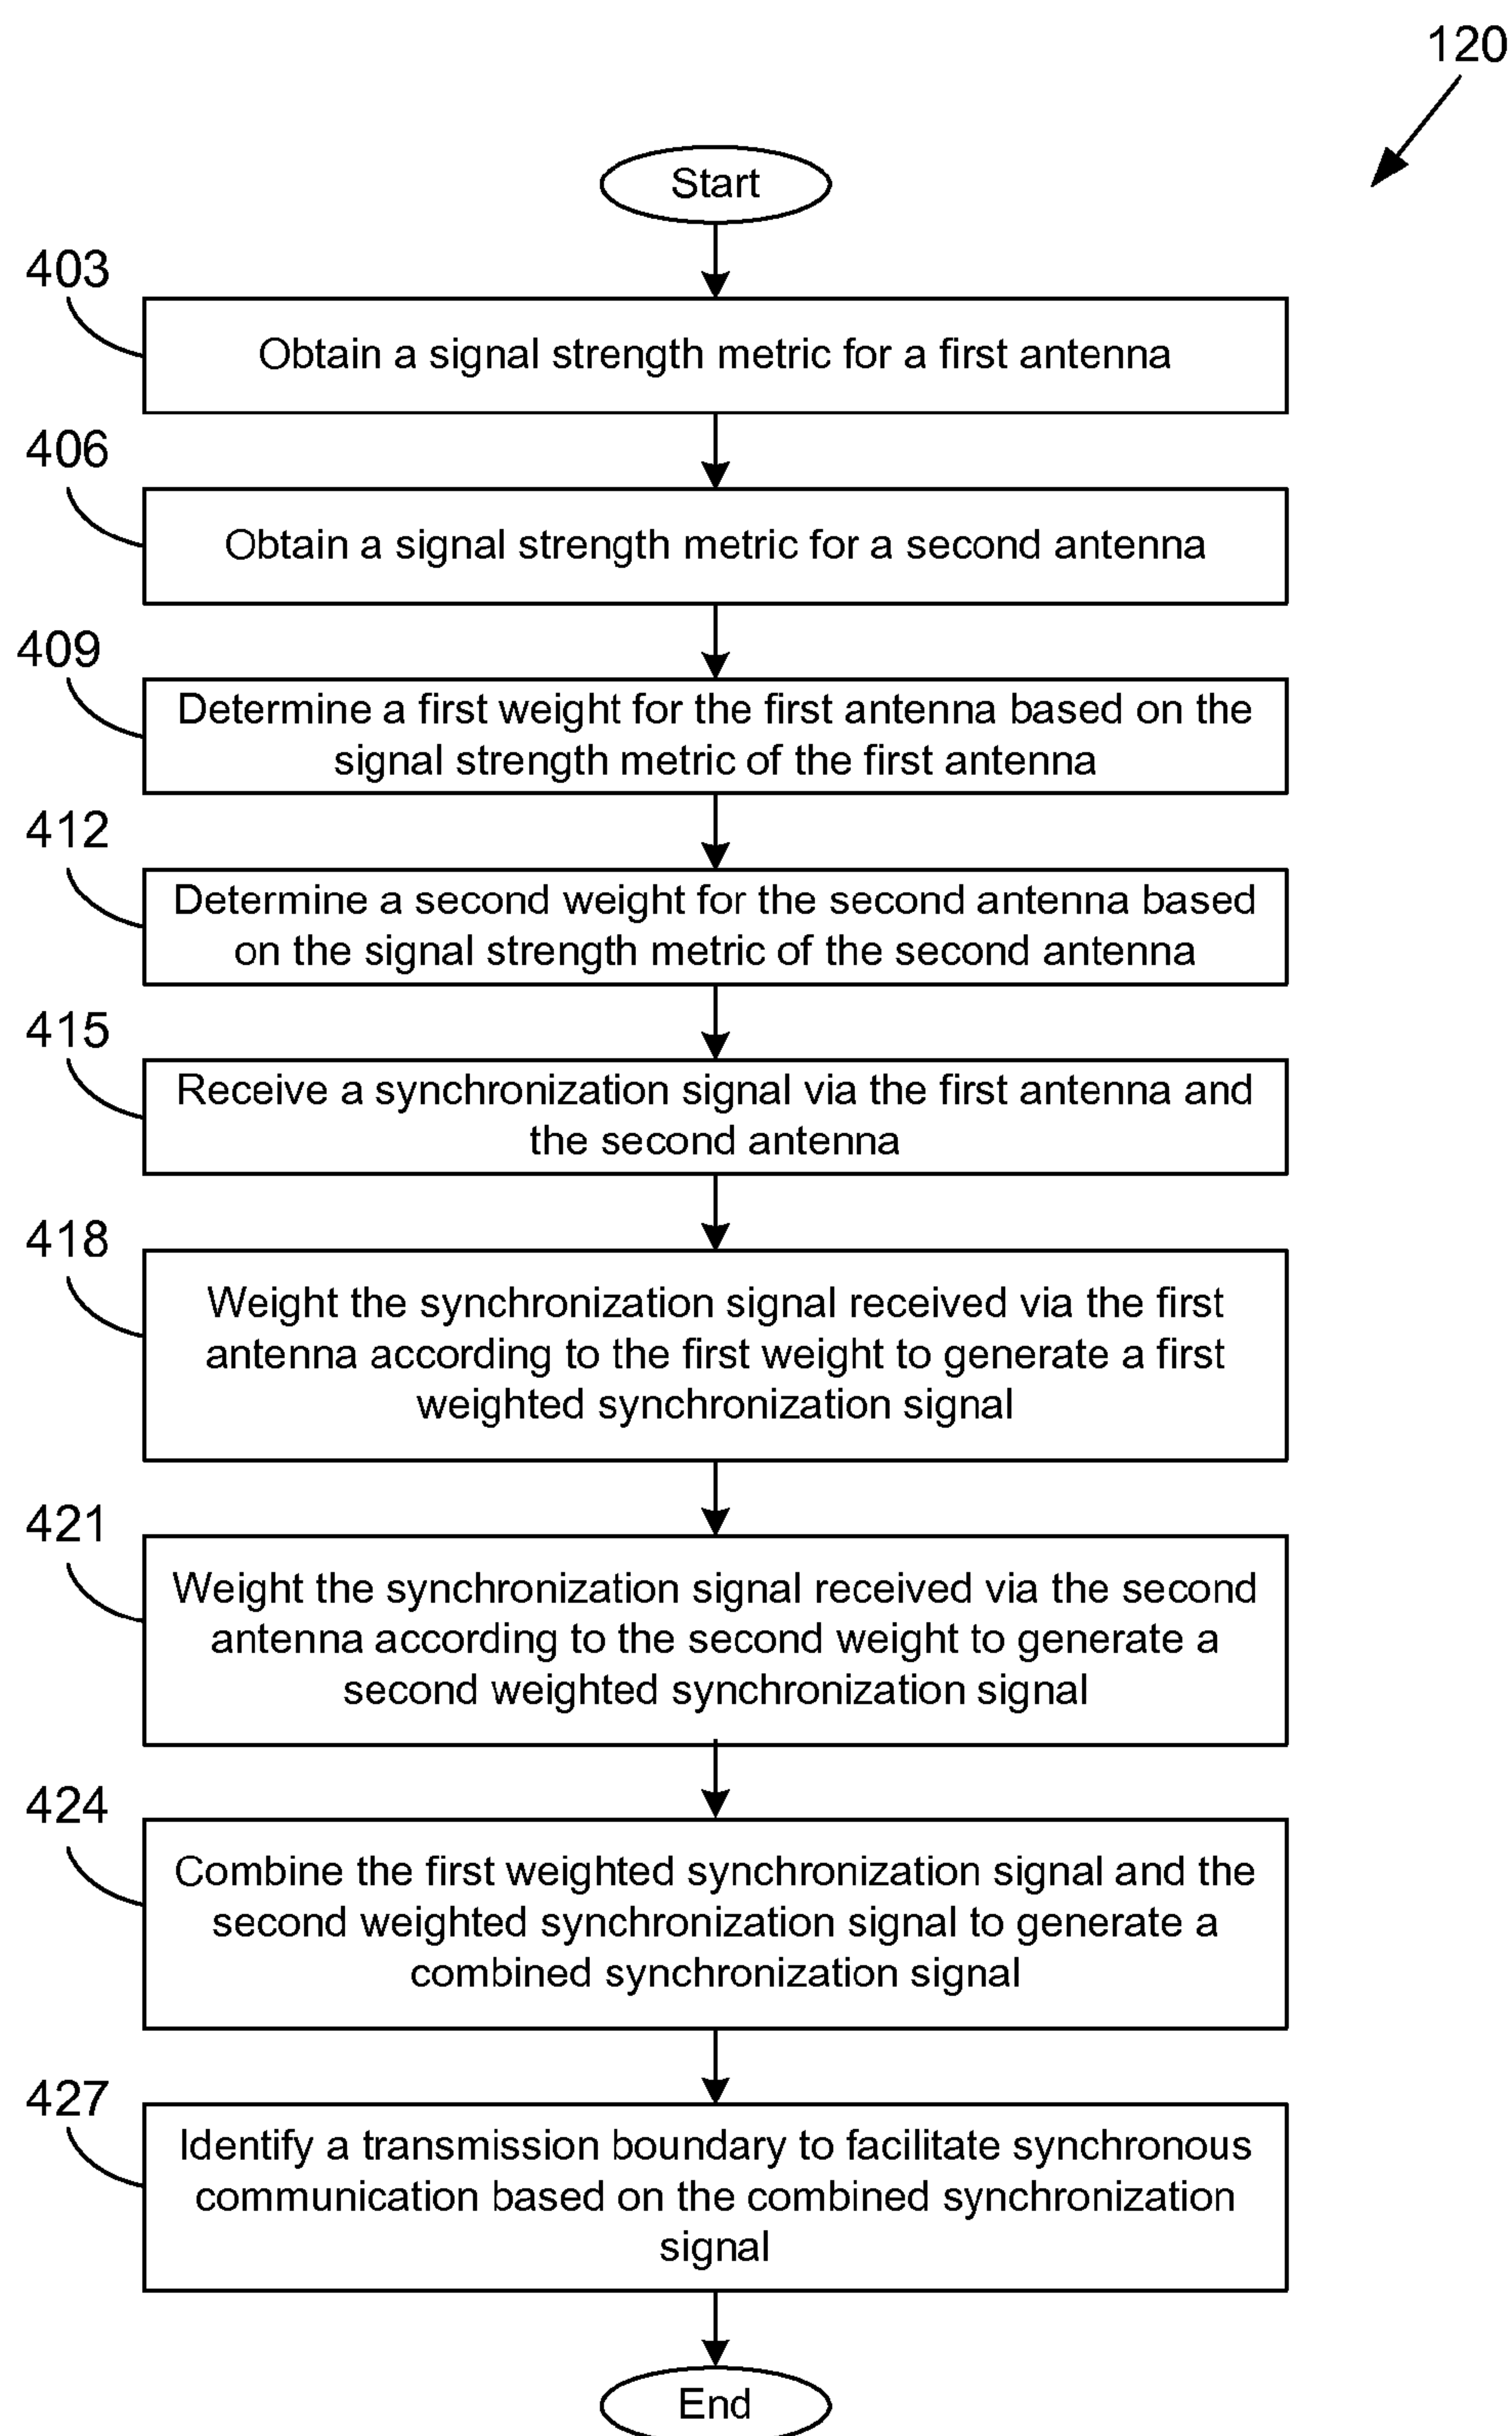 120
Start
403
Obtain a signal strength metric for a first antenna
406
Obtain a signal strength metric for a second antenna
409
Determine a first weight for the first antenna based on the
signal strength metric of the first antenna
412
Determine a second weight for the second antenna based
on the signal strength metric of the second antenna
415
Receive a synchronization signal via the first antenna and
the second antenna
418
Weight the synchronization signal received via the first
antenna according to the first weight to generate a first
weighted synchronization signal
421
Weight the synchronization signal received via the second
antenna according to the second weight to generate a
second weighted synchronization signal
424
Combine the first weighted synchronization signal and the
second weighted synchronization signal to generate a
combined synchronization signal
427
Identify a transmission boundary to facilitate synchronous
communication based on the combined synchronization
signal
End